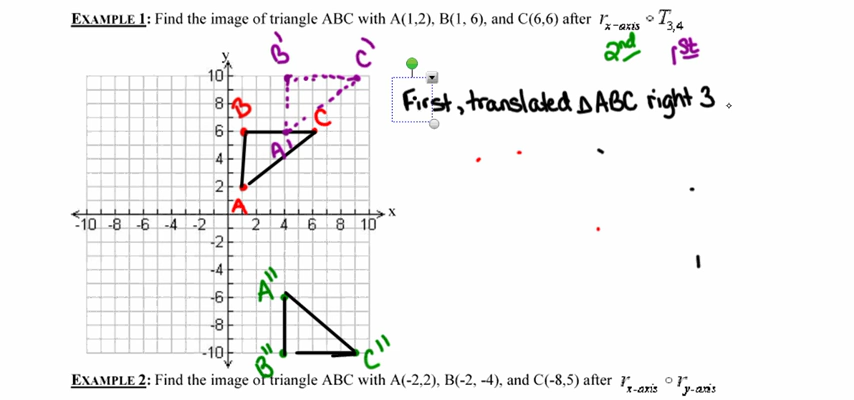 EXAMPLE 1: Find the image of triangle ABC with A(1,2), B(1, 6), and C(6,6) after r x-axis ∘ T 3,4
2nd 1st
y
B' C'
10
8 B
First, translated △ABC right 3
6 C
4 A'
2
A
-10 -8 -6 -4 -2 2 4 6 8 10 x
-2
-4
A''
-6
-8
-10 B'' C''
EXAMPLE 2: Find the image of triangle ABC with A(-2,2), B(-2, -4), and C(-8,5) after r x-axis ∘ r y-axis